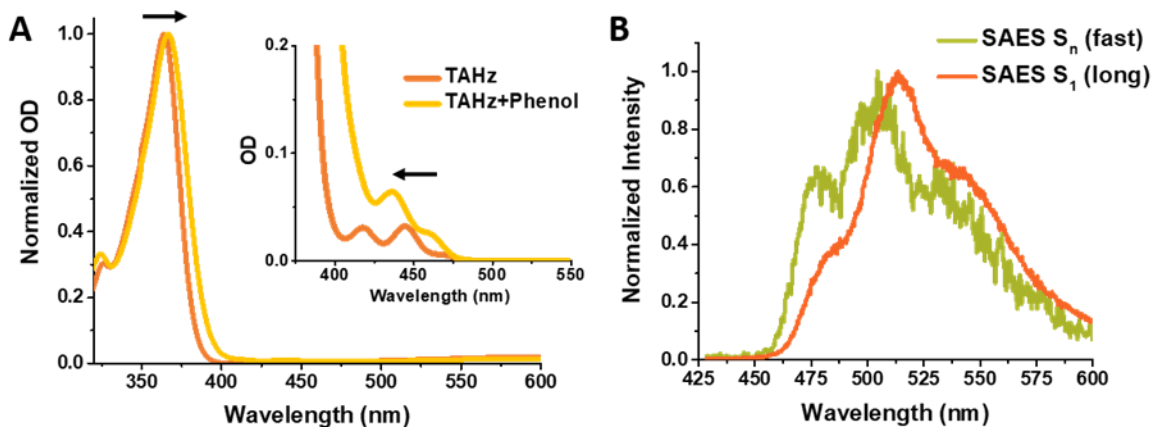 A
Normalized OD
1.0
0.8
0.6
0.4
0.2
0.0
350
400
450
500
550
600
Wavelength (nm)
OD
0.2
0.1
0.0
400
450
500
550
Wavelength (nm)
TAHz
TAHz+Phenol
B
SAES Sn (fast)
SAES S1 (long)
Normalized Intensity
1.0
0.8
0.6
0.4
0.2
0.0
425
450
475
500
525
550
575
600
Wavelength (nm)